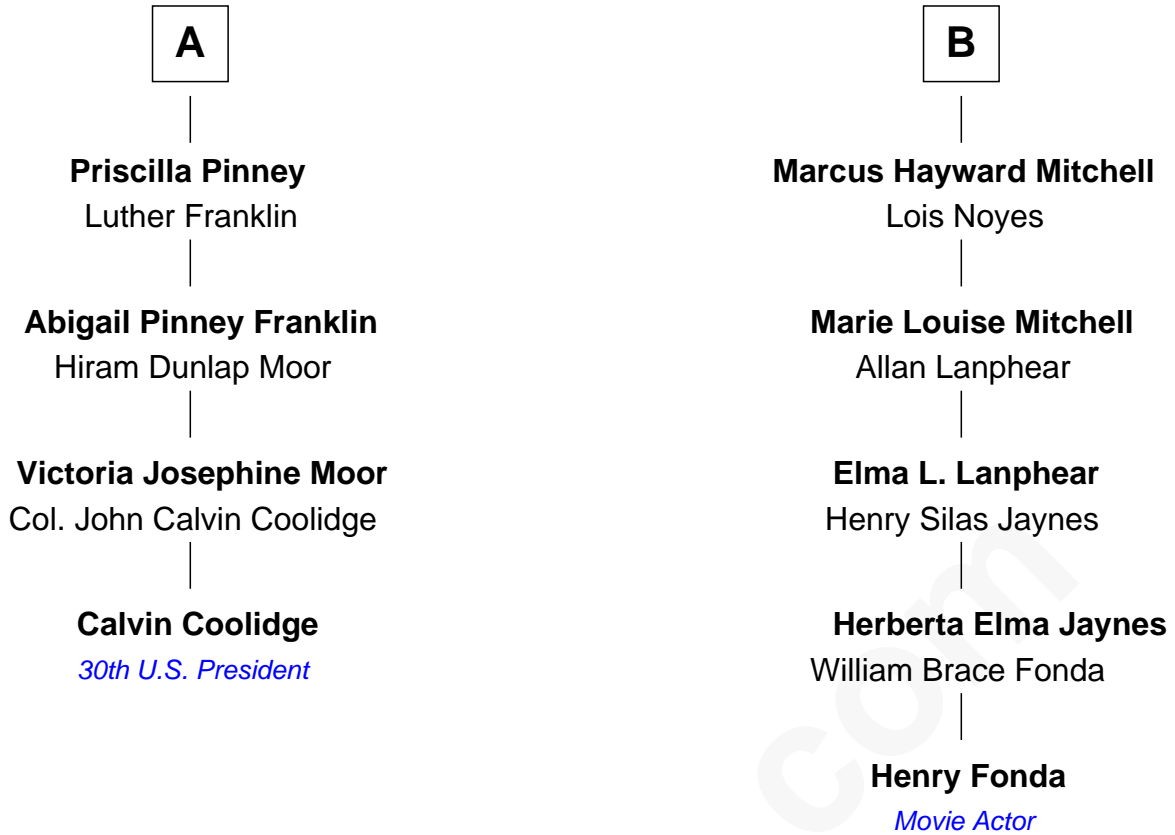 A
Priscilla Pinney
Luther Franklin
Abigail Pinney Franklin
Hiram Dunlap Moor
Victoria Josephine Moor
Col. John Calvin Coolidge
Calvin Coolidge
30th U.S. President
B
Marcus Hayward Mitchell
Lois Noyes
Marie Louise Mitchell
Allan Lanphear
Elma L. Lanphear
Henry Silas Jaynes
Herberta Elma Jaynes
William Brace Fonda
Henry Fonda
Movie Actor
com